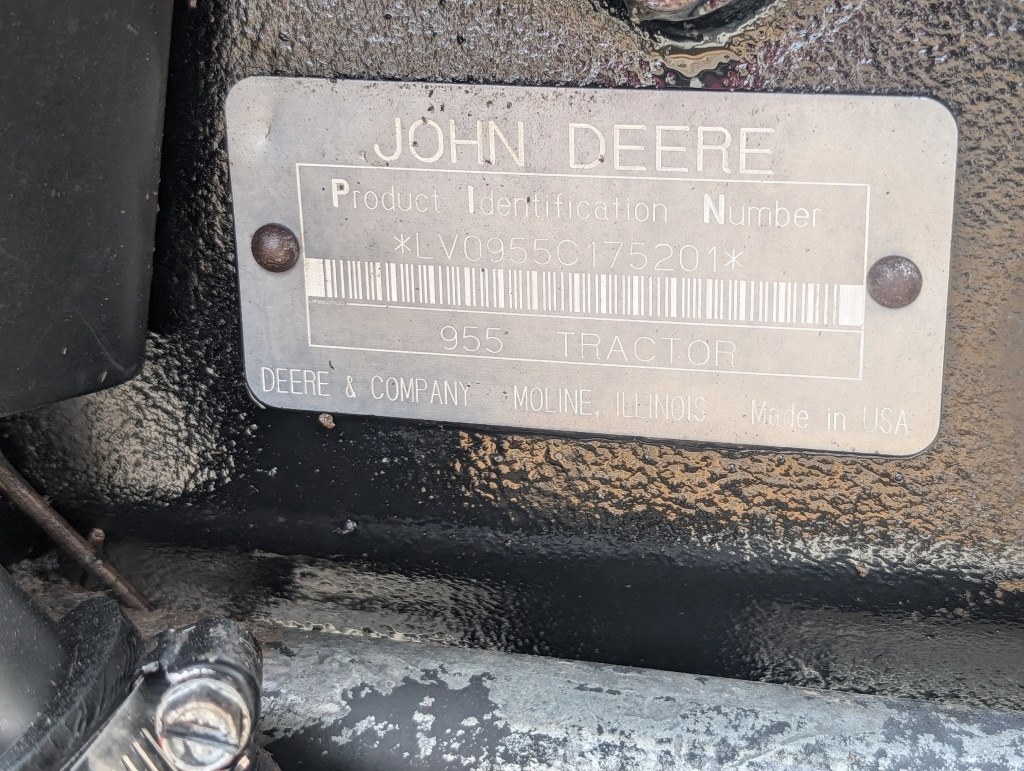 JOHN DEERE
Product Identification Number
*LV0955C175201*
955 TRACTOR
DEERE & COMPANY MOLINE, ILLINOIS Made in USA